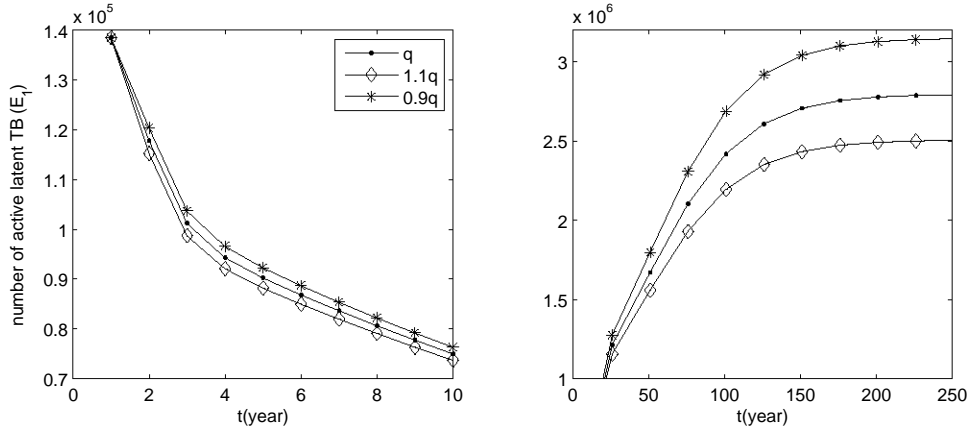 x 10^5
1.4
1.3
1.2
1.1
1
0.9
0.8
0.7
0 2 4 6 8 10
t(year)
number of active latent TB (E_1)
q
1.1q
0.9q
x 10^6
3
2.5
2
1.5
1
0 50 100 150 200 250
t(year)